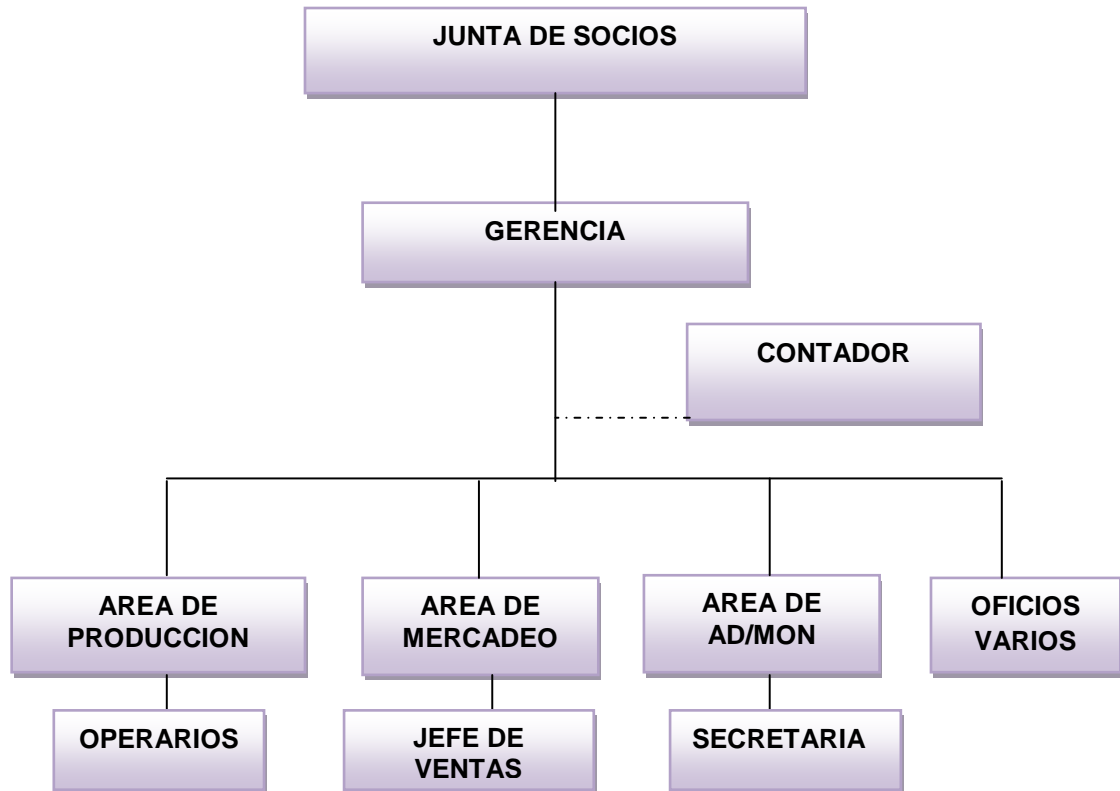 JUNTA DE SOCIOS
GERENCIA
CONTADOR
AREA DE
PRODUCCION
AREA DE
MERCADEO
AREA DE
AD/MON
OFICIOS
VARIOS
OPERARIOS
JEFE DE
VENTAS
SECRETARIA